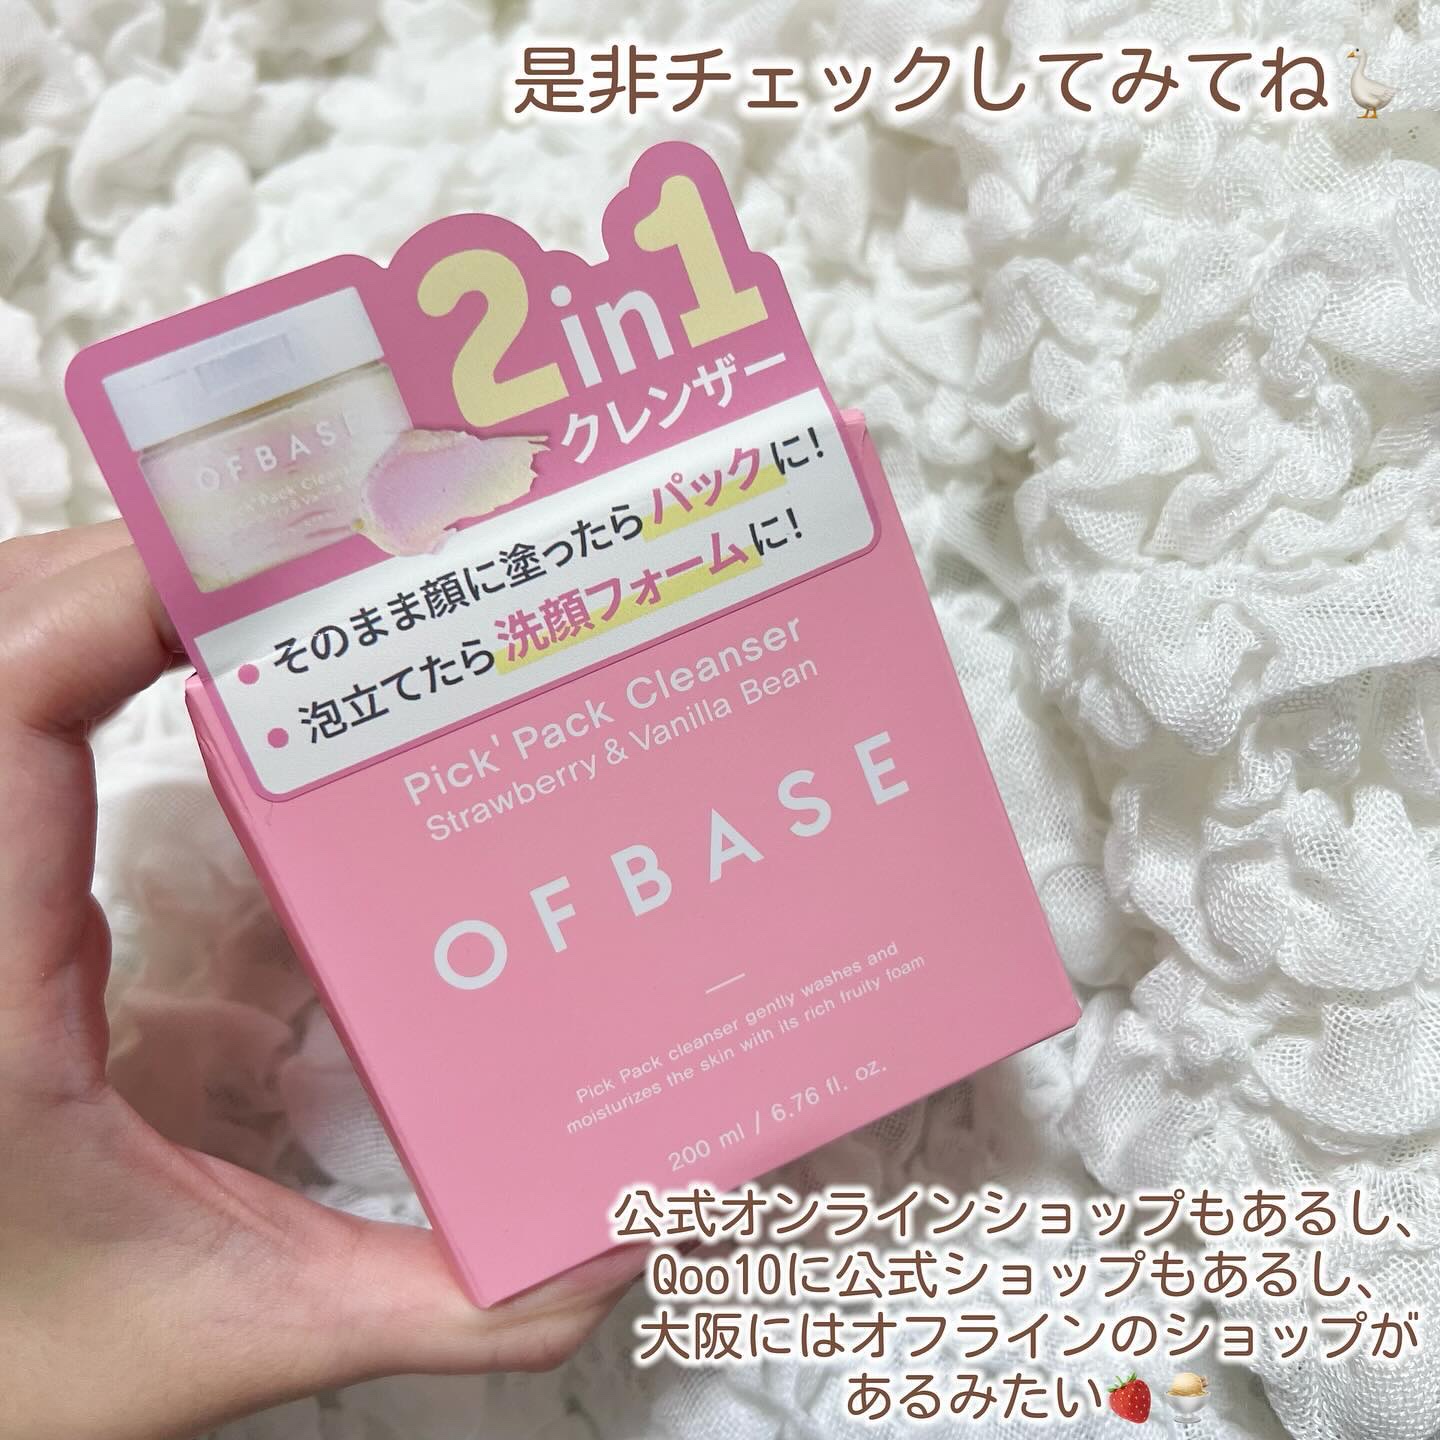 是非チェックしてみてね🪿
2in1
クレンザー
OFBASE
• そのまま顔に塗ったらパックに!
• 泡立てたら洗顔フォームに!
Pick' Pack Cleanser
Strawberry & Vanilla Bean
OFBASE
Pick Pack cleanser gently washes and
moisturizes the skin with its rich fruity foam
200 ml / 6.76 fl. oz.
公式オンラインショップもあるし、
Qoo10に公式ショップもあるし、
大阪にはオフラインのショップが
あるみたい🍓🍨